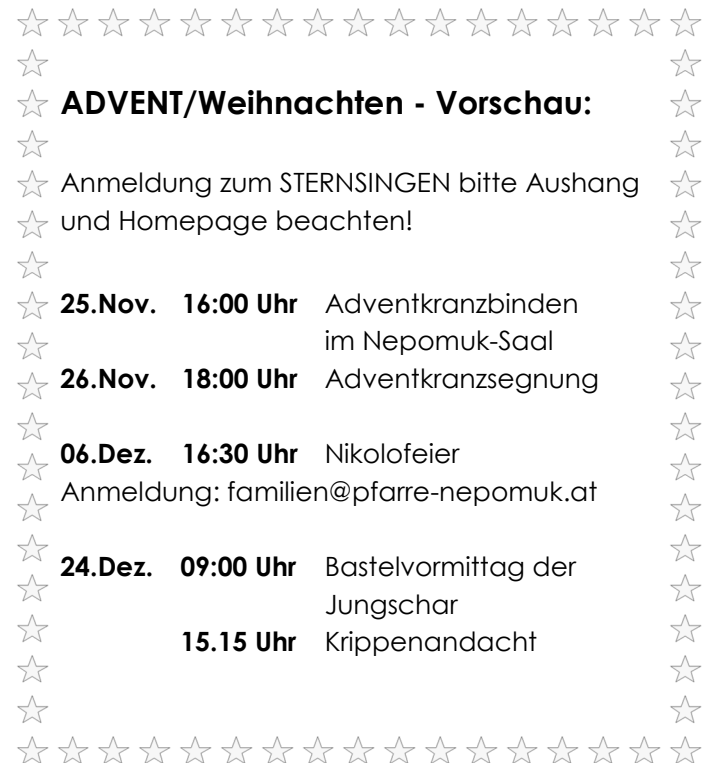 ADVENT/Weihnachten - Vorschau:
Anmeldung zum STERNSINGEN bitte Aushang
und Homepage beachten!
25.Nov. 16:00 Uhr Adventkranzbinden
im Nepomuk-Saal
26.Nov. 18:00 Uhr Adventkranzsegnung
06.Dez. 16:30 Uhr Nikolofeier
Anmeldung: familien@pfarre-nepomuk.at
24.Dez. 09:00 Uhr Bastelvormittag der
Jungschar
15.15 Uhr Krippenandacht